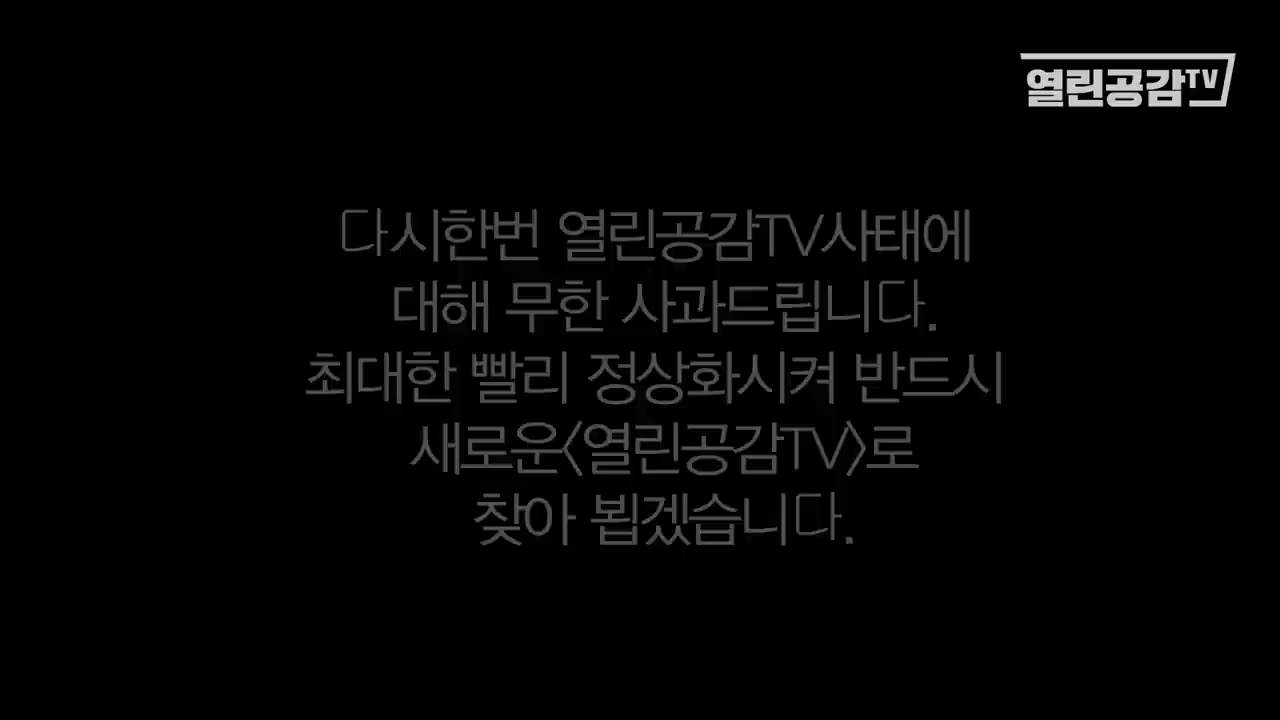 열린공감TV
다시한번 열린공감TV사태에
대해 무한 사과드립니다.
최대한 빨리 정상화시켜 반드시
새로운<열린공감TV>로
찾아 뵙겠습니다.